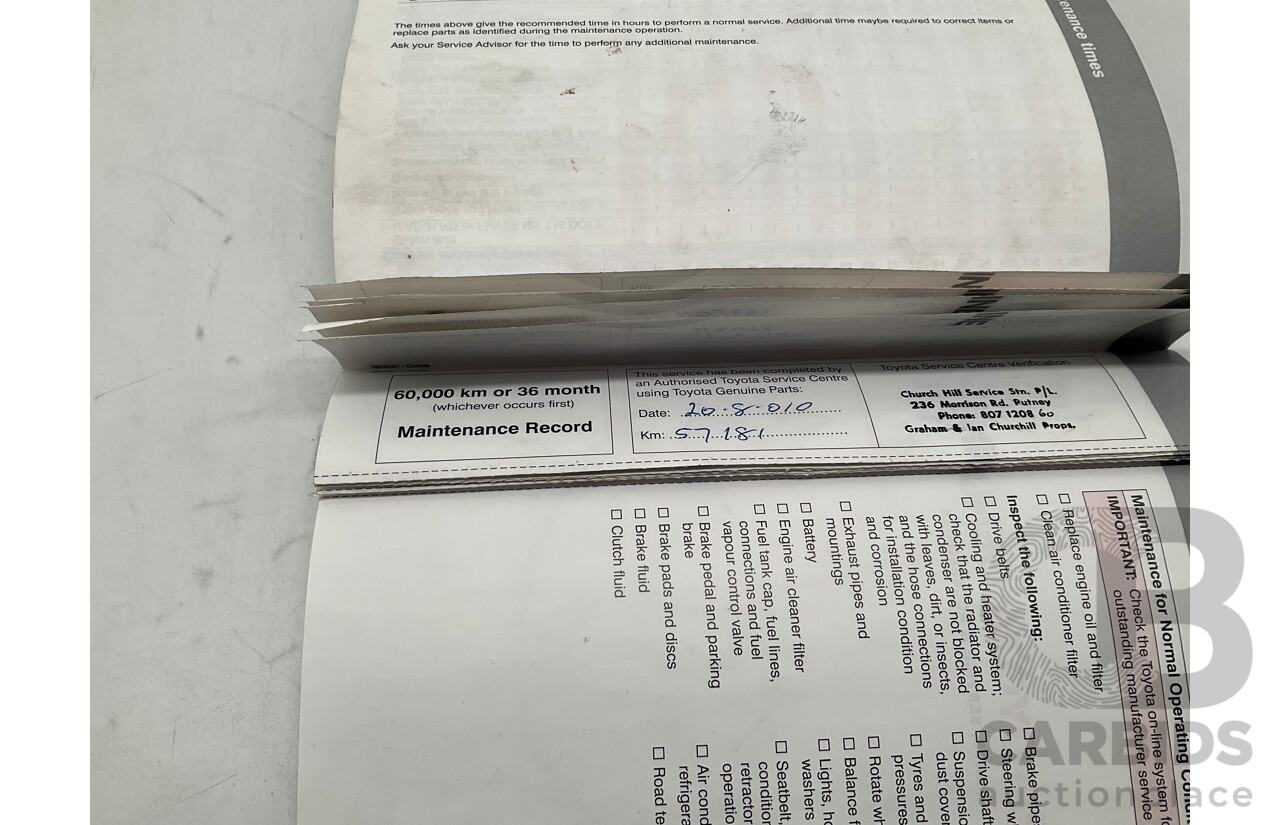 The times above give the recommended time in hours to perform a normal service. Additional time maybe required to correct items or
replace parts as identified during the maintenance operation.
Ask your Service Advisor for the time to perform any additional maintenance.
enance times
60,000 km or 36 month
(whichever occurs first)
Maintenance Record
This service has been completed by
an Authorised Toyota Service Centre
using Toyota Genuine Parts:
Date: 20.8.010
Km: 57181
Toyota Service Centre Verification
Church Hill Service Stn. P/L.
236 Morrison Rd. Putney
Phone: 807 1208 60
Graham & Ian Churchill Props.
Maintenance for Normal Operating
IMPORTANT: Check the Toyota on-line system fo
outstanding manufacturer service
☐ Replace engine oil and filter
☐ Clean air conditioner filter
Inspect the following:
☐ Drive belts
☐ Cooling and heater system;
check that the radiator and
condenser are not blocked
with leaves, dirt, or insects,
and the hose connections
for installation condition
and corrosion
☐ Exhaust pipes and
mountings
☐ Battery
☐ Engine air cleaner filter
☐ Fuel tank cap, fuel lines,
connections and fuel
vapour control valve
☐ Brake pedal and parking
brake
☐ Brake pads and discs
☐ Brake fluid
☐ Clutch fluid
☐ Brake pipe
☐ Steering w
☐ Drive shaft
☐ Suspensio
dust cover
☐ Tyres and
pressures
☐ Rotate wh
☐ Balance f
☐ Lights, ho
washers
☐ Seatbelt,
condition
retractor
operatio
☐ Air cond
refrigera
☐ Road te
CARBIDS
auction place